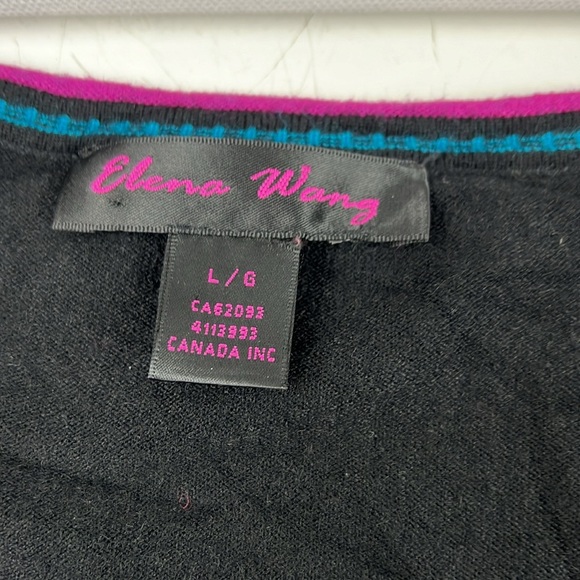 Elena Wang
L / G
CA62093
4113993
CANADA INC